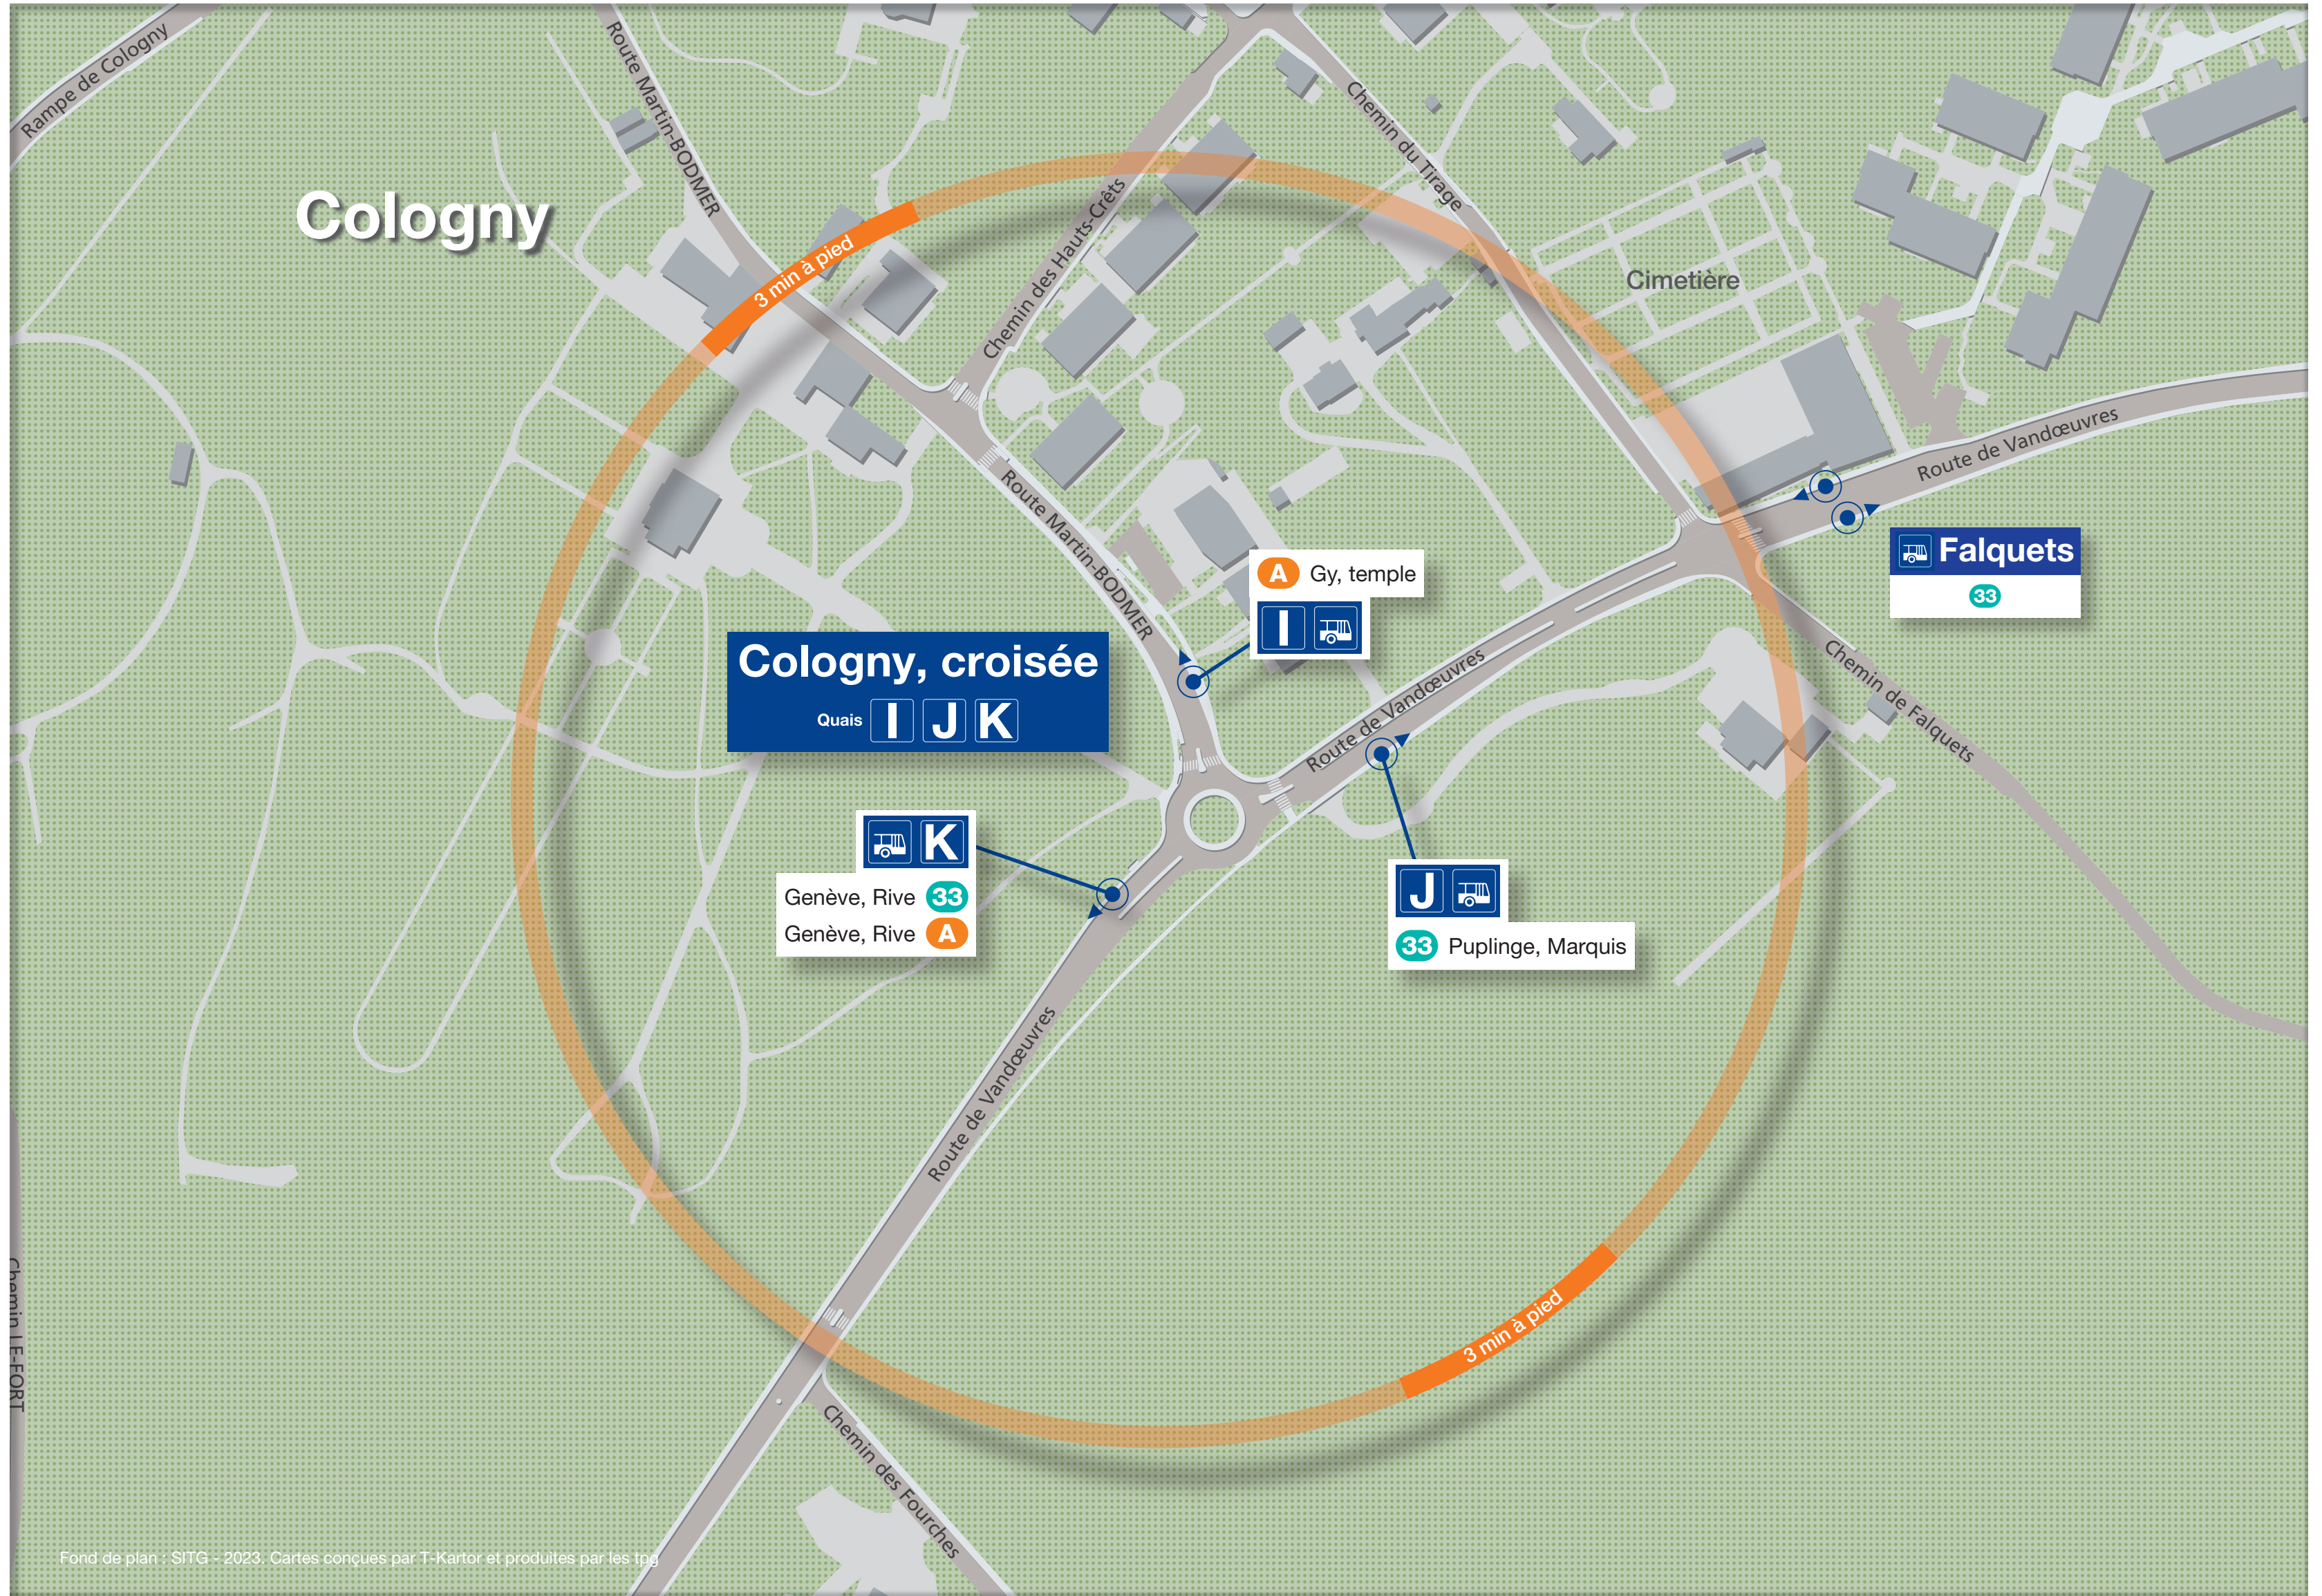 Rampe de Cologny
Route Martin-BODMER
Chemin du Tirage
Cologny
3 min à pied
Chemin des Hauts-Crêts
Cimetière
Route de Vandœuvres
Route Martin-BODMER
A Gy, temple
I
Falquets
33
Cologny, croisée
Quais I J K
Chemin de Falquets
Route de Vandœuvres
K
Genève, Rive 33
Genève, Rive A
J
33 Puplinge, Marquis
Route de Vandœuvres
3 min à pied
Chemin LE-FORT
Chemin des Fourches
Fond de plan : SITG - 2023. Cartes conçues par T-Kartor et produites par les tpg